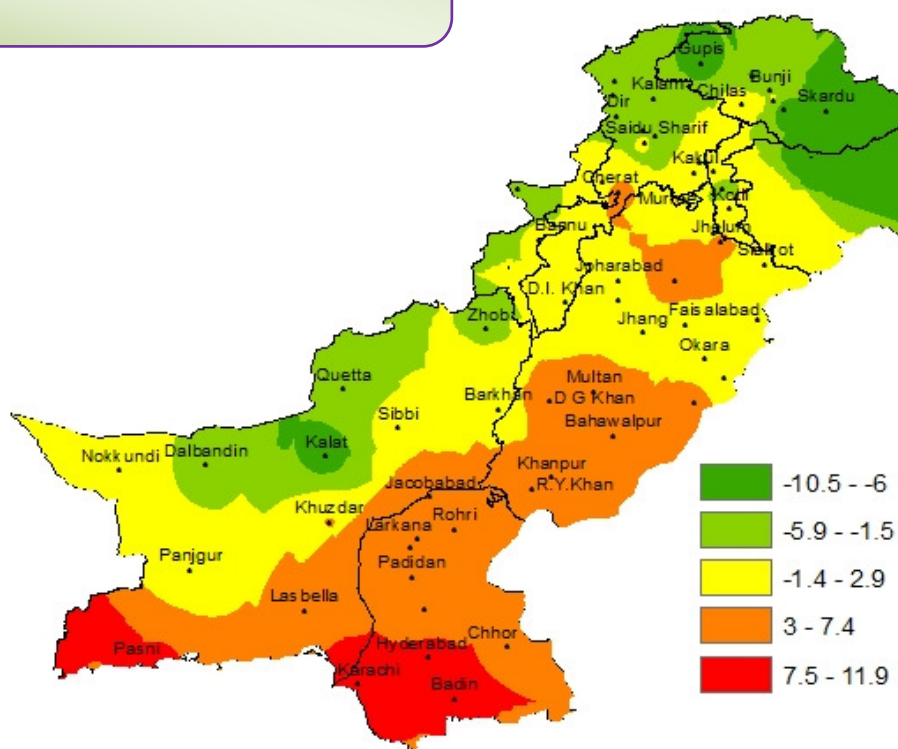 Gupis
Bunji
Kalam
Chilas
Skardu
Dir
Saidu Sharif
Kakul
Cherat
Murree
Kotli
Bannu
Jhelum
Sialkot
Joharabad
D.I. Khan
Zhob
Faisalabad
Jhang
Okara
Quetta
Multan
Barkhan
D G Khan
Sibbi
Bahawalpur
Kalat
Nokkundi
Dalbandin
Khanpur
Jacobabad
R.Y.Khan
-10.5 - -6
Khuzdar
Rohri
Larkana
-5.9 - -1.5
Panjgur
Padidan
-1.4 - 2.9
Lasbella
Chhor
3 - 7.4
Pasni
Hyderabad
Karachi
Badin
7.5 - 11.9